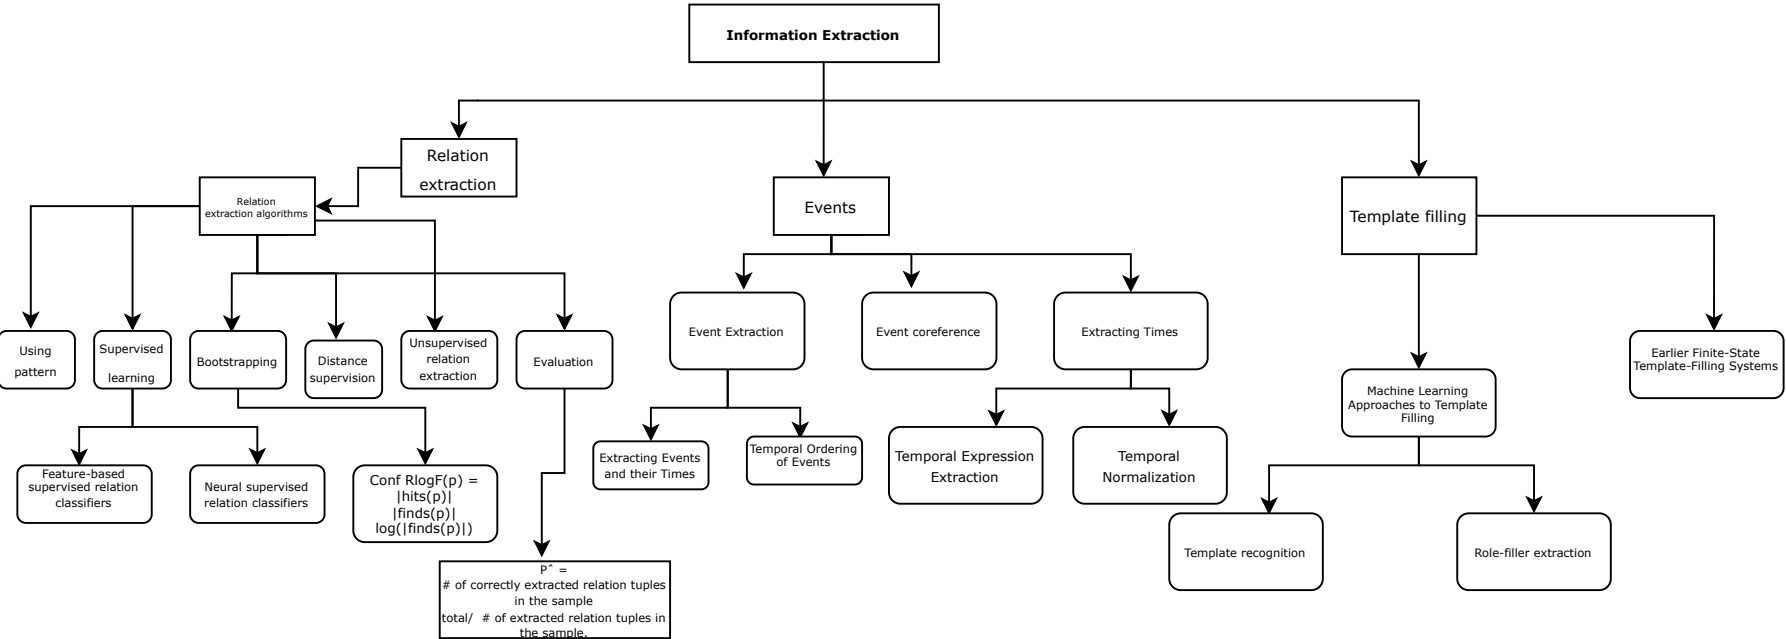 Information Extraction
Relation
extraction
Relation
extraction algorithms
Events
Template filling
Using
pattern
Supervised
learning
Bootstrapping
Distance
supervision
Unsupervised
relation
extraction
Evaluation
Event Extraction
Event coreference
Extracting Times
Earlier Finite-State
Template-Filling Systems
Machine Learning
Approaches to Template
Filling
Feature-based
supervised relation
classifiers
Neural supervised
relation classifiers
Conf RlogF(p) =
|hits(p)|
|finds(p)|
log(|finds(p)|)
Extracting Events
and their Times
Temporal Ordering
of Events
Temporal Expression
Extraction
Temporal
Normalization
Template recognition
Role-filler extraction
Pˆ =
# of correctly extracted relation tuples
in the sample
total/  # of extracted relation tuples in
the sample.